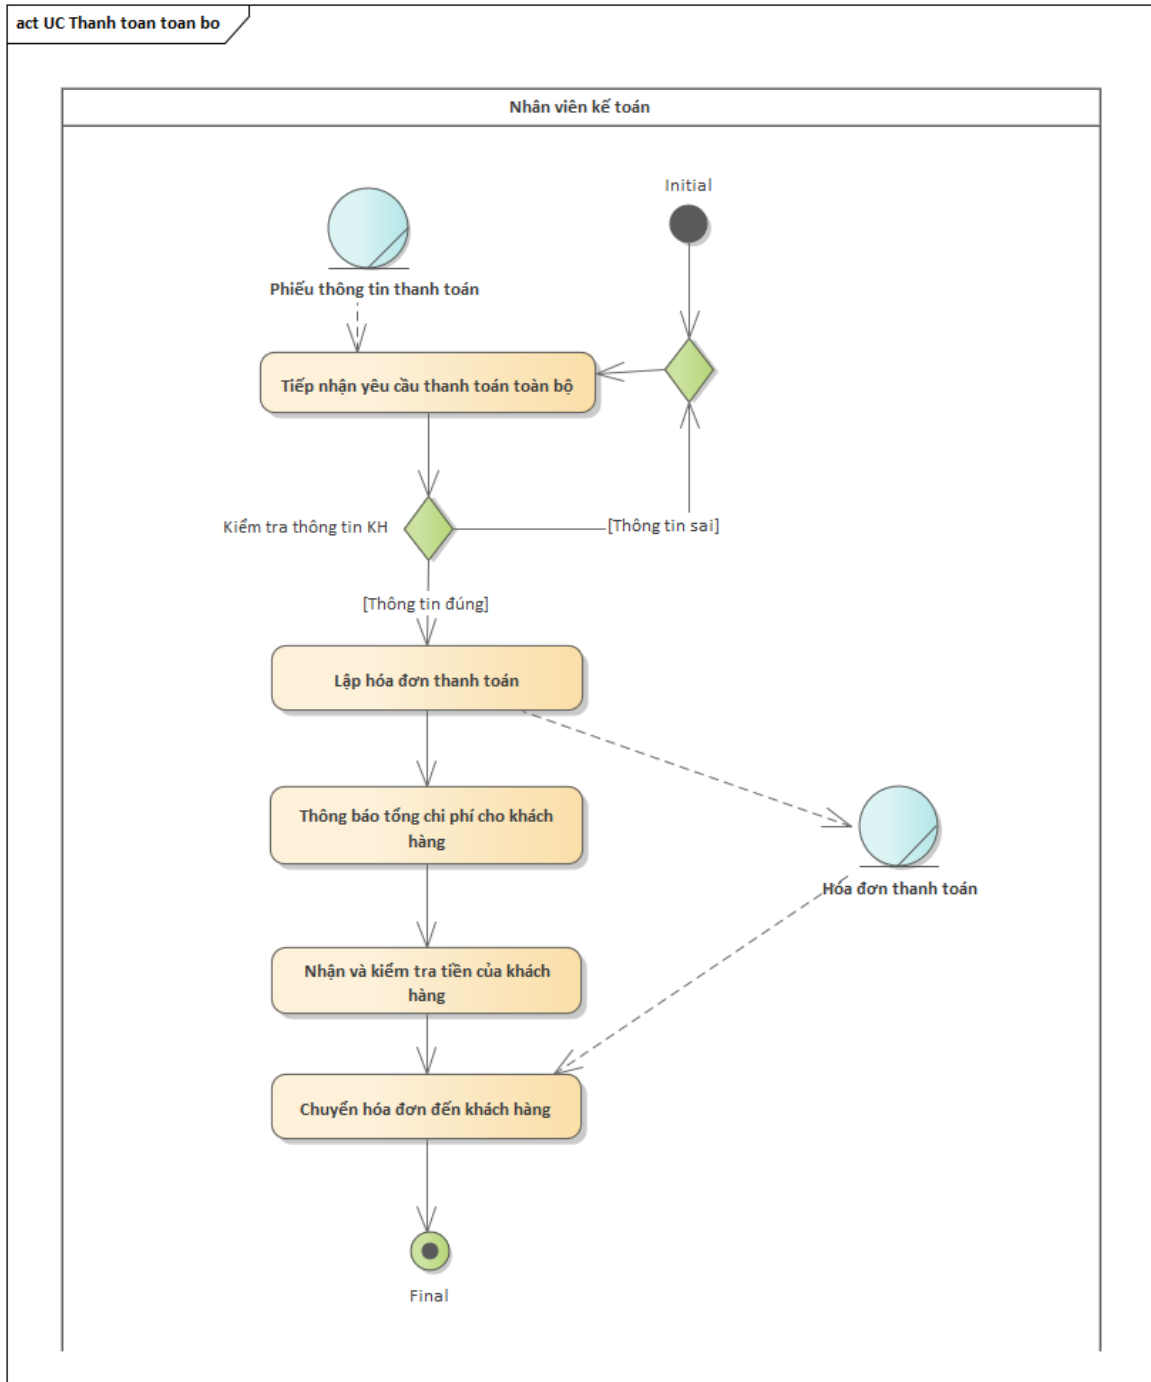 act UC Thanh toan toan bo
Nhân viên kế toán
Initial
Phiếu thông tin thanh toán
Tiếp nhận yêu cầu thanh toán toàn bộ
Kiểm tra thông tin KH
[Thông tin sai]
[Thông tin đúng]
Lập hóa đơn thanh toán
Thông báo tổng chi phí cho khách
hàng
Hóa đơn thanh toán
Nhận và kiểm tra tiền của khách
hàng
Chuyển hóa đơn đến khách hàng
Final